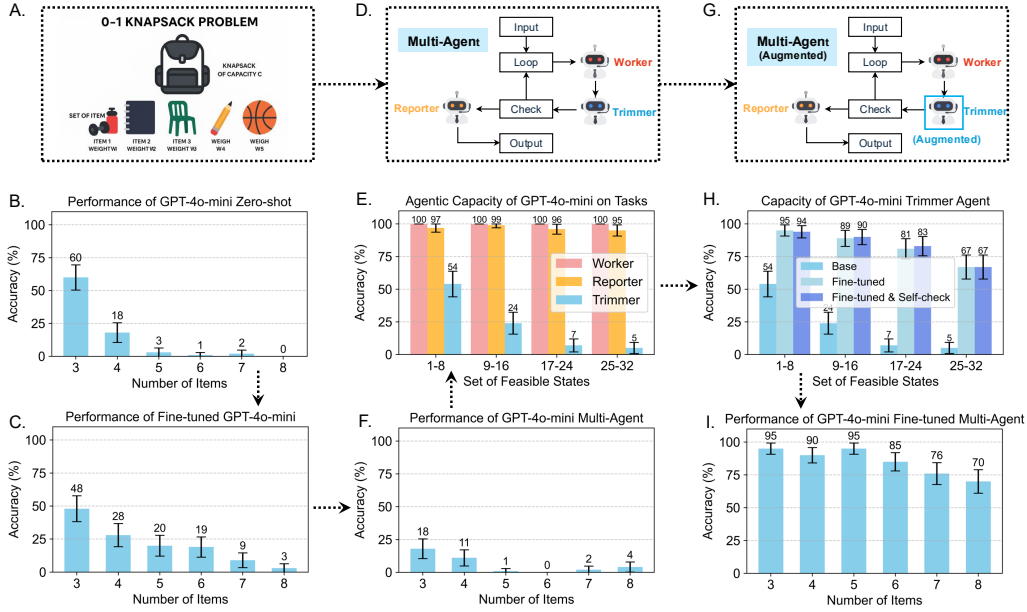 A.
0-1 KNAPSACK PROBLEM
KNAPSACK
OF CAPACITY C
SET OF ITEM
ITEM 1
WEIGHT W1
ITEM 2
WEIGHT W2
ITEM 3
WEIGHT W3
WEIGH
W4
WEIGH
W5
D.
Multi-Agent
Input
Loop
Worker
Reporter
Check
Trimmer
Output
G.
Multi-Agent
(Augmented)
Input
Loop
Worker
Reporter
Check
Trimmer
(Augmented)
Output
B.
Performance of GPT-4o-mini Zero-shot
Accuracy (%)
100
75
50
25
0
60
18
3
1
2
0
3 4 5 6 7 8
Number of Items
E.
Agentic Capacity of GPT-4o-mini on Tasks
Accuracy (%)
100
75
50
25
0
100 97 54
100 99 24
100 96 7
100 95 5
Worker
Reporter
Trimmer
1-8 9-16 17-24 25-32
Set of Feasible States
H.
Capacity of GPT-4o-mini Trimmer Agent
Accuracy (%)
100
75
50
25
0
54 95 94
24 89 90
7 81 83
5 67 67
Base
Fine-tuned
Fine-tuned & Self-check
1-8 9-16 17-24 25-32
Set of Feasible States
C.
Performance of Fine-tuned GPT-4o-mini
Accuracy (%)
100
75
50
25
0
48
28
20
19
9
3
3 4 5 6 7 8
Number of Items
F.
Performance of GPT-4o-mini Multi-Agent
Accuracy (%)
100
75
50
25
0
18
11
1
0
2
4
3 4 5 6 7 8
Number of Items
I.
Performance of GPT-4o-mini Fine-tuned Multi-Agent
Accuracy (%)
100
75
50
25
0
95
90
95
85
76
70
3 4 5 6 7 8
Number of Items